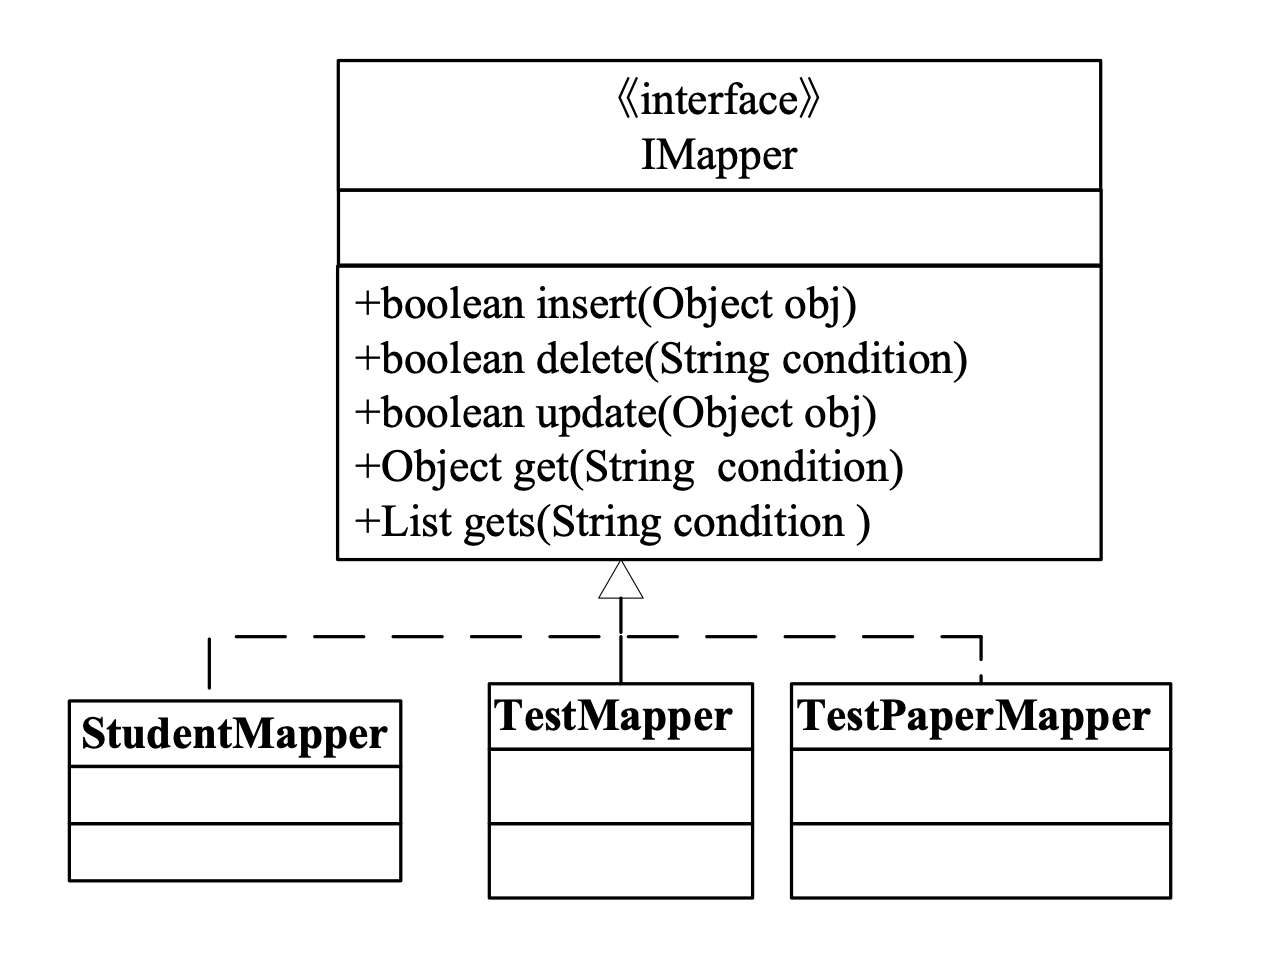 《interface》
IMapper
+boolean insert(Object obj)
+boolean delete(String condition)
+boolean update(Object obj)
+Object get(String  condition)
+List gets(String condition )
StudentMapper
TestMapper
TestPaperMapper